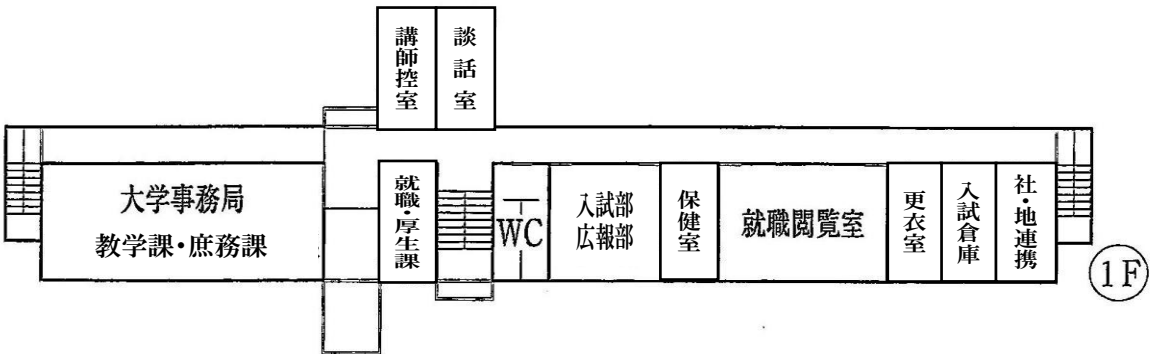 講師控室
談話室
大学事務局
教学課・庶務課
就職・厚生課
WC
入試部
広報部
保健室
就職閲覧室
更衣室
入試倉庫
社・地連携
1F